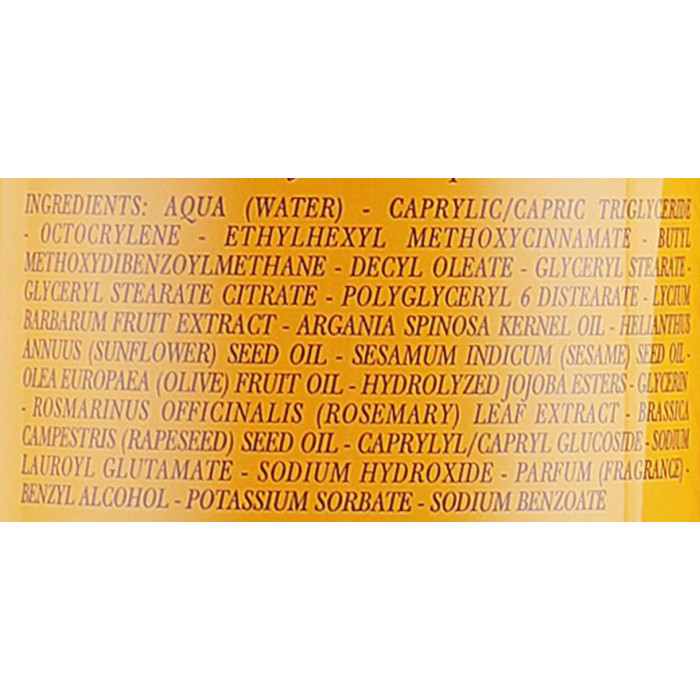 INGREDIENTS: AQUA (WATER) - CAPRYLIC/CAPRIC TRIGLYCERIDE
- OCTOCRYLENE - ETHYLHEXYL METHOXYCINNAMATE - BUTYL
METHOXYDIBENZOYLMETHANE - DECYL OLEATE - GLYCERYL STEARATE -
GLYCERYL STEARATE CITRATE - POLYGLYCERYL 6 DISTEARATE - LYCIUM
BARBARUM FRUIT EXTRACT - ARGANIA SPINOSA KERNEL OIL - HELIANTHUS
ANNUUS (SUNFLOWER) SEED OIL - SESAMUM INDICUM (SESAME) SEED OIL -
OLEA EUROPAEA (OLIVE) FRUIT OIL - HYDROLYZED JOJOBA ESTERS - GLYCERIN
- ROSMARINUS OFFICINALIS (ROSEMARY) LEAF EXTRACT - BRASSICA
CAMPESTRIS (RAPESEED) SEED OIL - CAPRYLYL/CAPRYL GLUCOSIDE - SODIUM
LAUROYL GLUTAMATE - SODIUM HYDROXIDE - PARFUM (FRAGRANCE) -
BENZYL ALCOHOL - POTASSIUM SORBATE - SODIUM BENZOATE